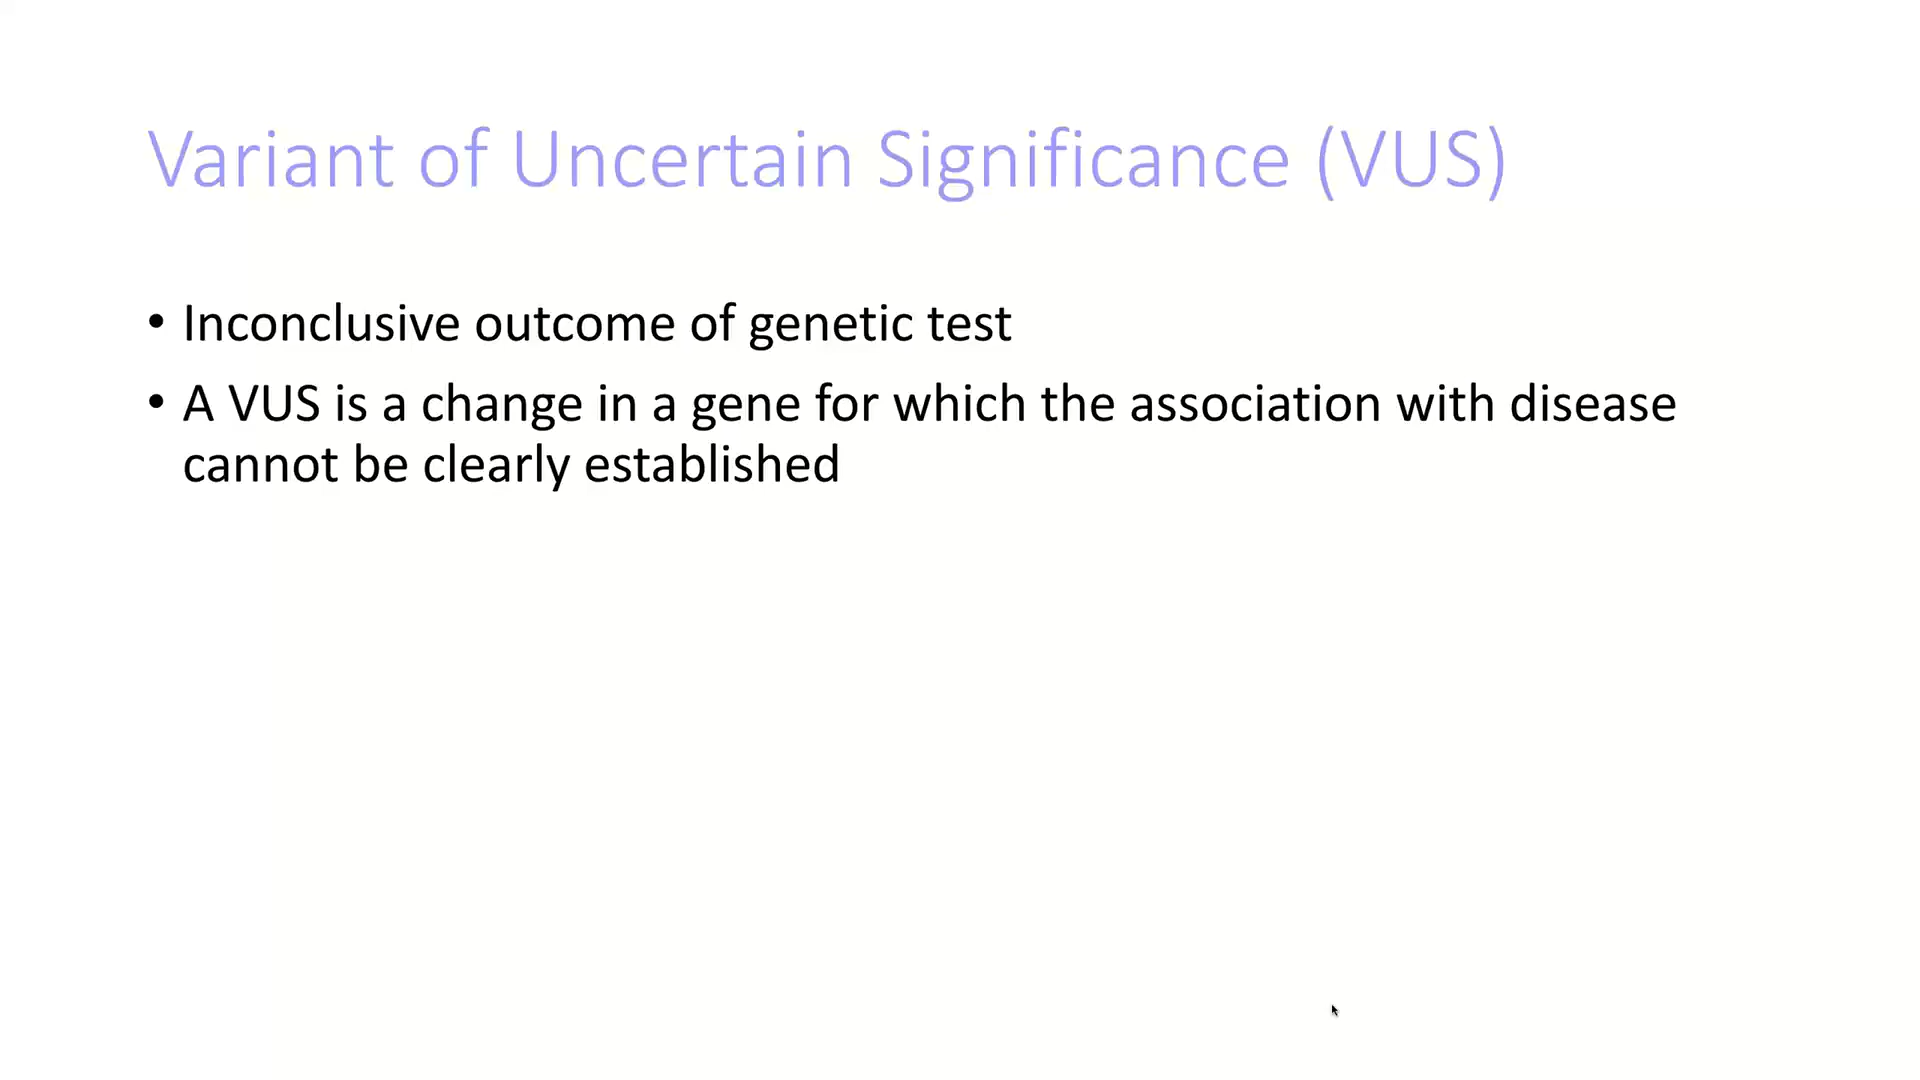 Variant of Uncertain Significance (VUS)
• Inconclusive outcome of genetic test
• A VUS is a change in a gene for which the association with disease
cannot be clearly established